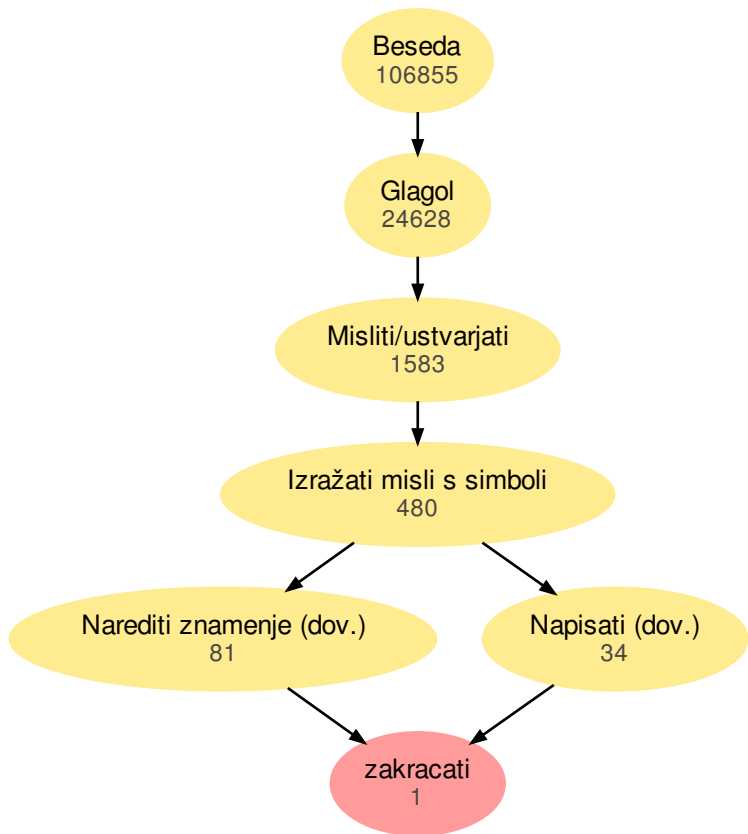 Beseda
106855
Glagol
24628
Misliti/ustvarjati
1583
Izražati misli s simboli
480
Narediti znamenje (dov.)
81
Napisati (dov.)
34
zakracati
1